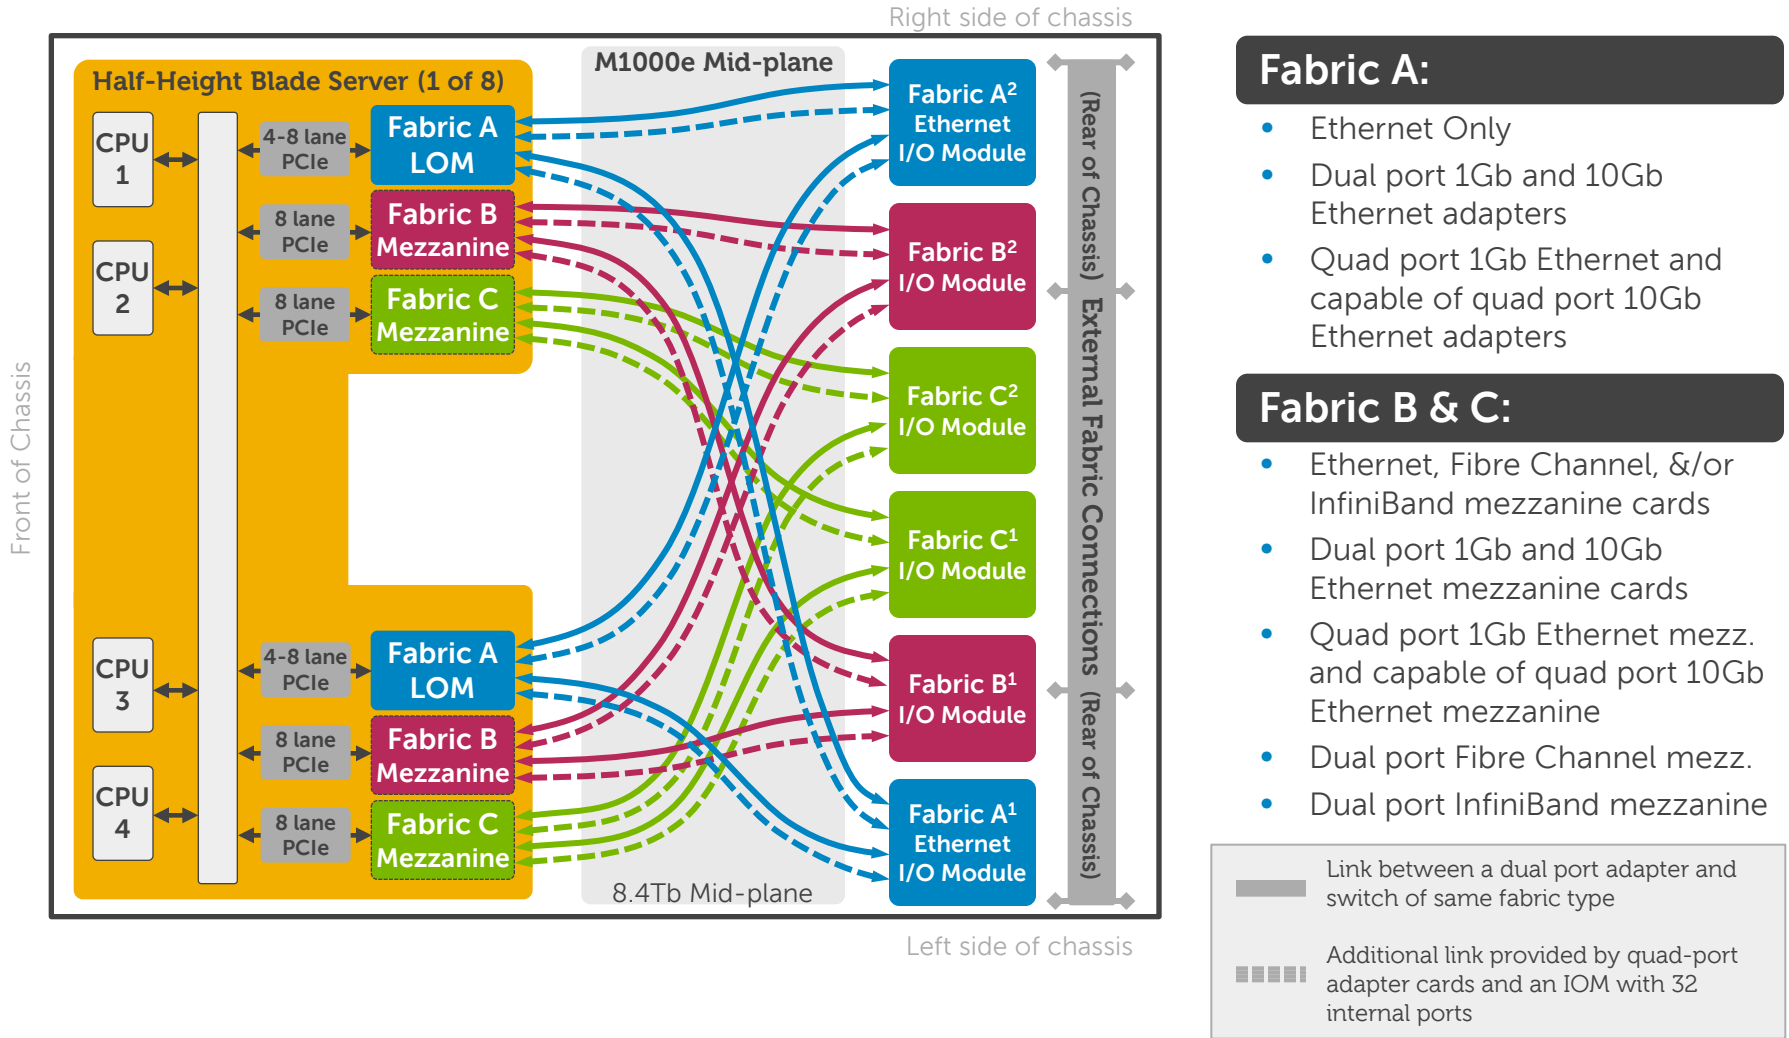 Right side of chassis
Front of Chassis
Half-Height Blade Server (1 of 8)
CPU
1
CPU
2
CPU
3
CPU
4
4-8 lane
PCIe
8 lane
PCIe
8 lane
PCIe
4-8 lane
PCIe
8 lane
PCIe
8 lane
PCIe
Fabric A
LOM
Fabric B
Mezzanine
Fabric C
Mezzanine
Fabric A
LOM
Fabric B
Mezzanine
Fabric C
Mezzanine
M1000e Mid-plane
8.4Tb Mid-plane
Fabric A²
Ethernet
I/O Module
Fabric B²
I/O Module
Fabric C²
I/O Module
Fabric C¹
I/O Module
Fabric B¹
I/O Module
Fabric A¹
Ethernet
I/O Module
(Rear of Chassis) External Fabric Connections (Rear of Chassis)
Left side of chassis
Fabric A:
• Ethernet Only
• Dual port 1Gb and 10Gb
Ethernet adapters
• Quad port 1Gb Ethernet and
capable of quad port 10Gb
Ethernet adapters
Fabric B & C:
• Ethernet, Fibre Channel, &/or
InfiniBand mezzanine cards
• Dual port 1Gb and 10Gb
Ethernet mezzanine cards
• Quad port 1Gb Ethernet mezz.
and capable of quad port 10Gb
Ethernet mezzanine
• Dual port Fibre Channel mezz.
• Dual port InfiniBand mezzanine
Link between a dual port adapter and
switch of same fabric type
Additional link provided by quad-port
adapter cards and an IOM with 32
internal ports